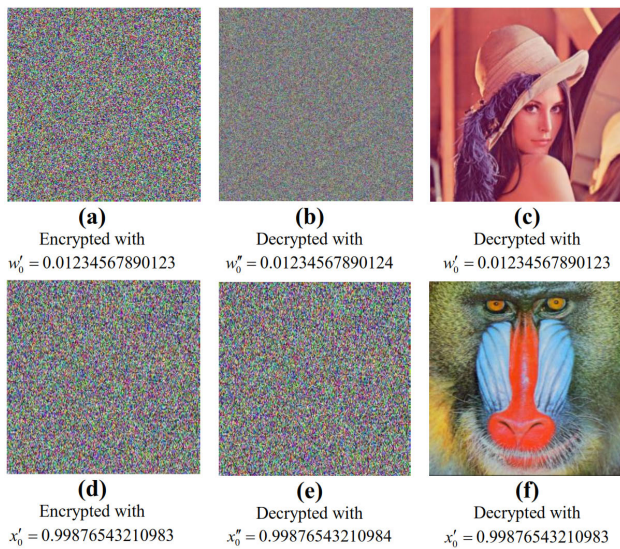 (a) (b) (c)
Encrypted with Decrypted with Decrypted with
w′₀ = 0.01234567890123 w″₀ = 0.01234567890124 w′₀ = 0.01234567890123
(d) (e) (f)
Encrypted with Decrypted with Decrypted with
x′₀ = 0.99876543210983 x″₀ = 0.99876543210984 x′₀ = 0.99876543210983